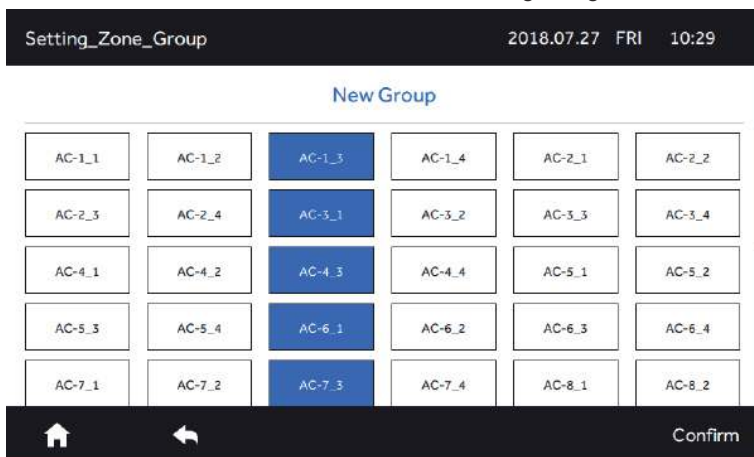 Setting_Zone_Group 2018.07.27 FRI 10:29
New Group
AC-1_1 AC-1_2 AC-1_3 AC-1_4 AC-2_1 AC-2_2
AC-2_3 AC-2_4 AC-3_1 AC-3_2 AC-3_3 AC-3_4
AC-4_1 AC-4_2 AC-4_3 AC-4_4 AC-5_1 AC-5_2
AC-5_3 AC-5_4 AC-6_1 AC-6_2 AC-6_3 AC-6_4
AC-7_1 AC-7_2 AC-7_3 AC-7_4 AC-8_1 AC-8_2
Confirm